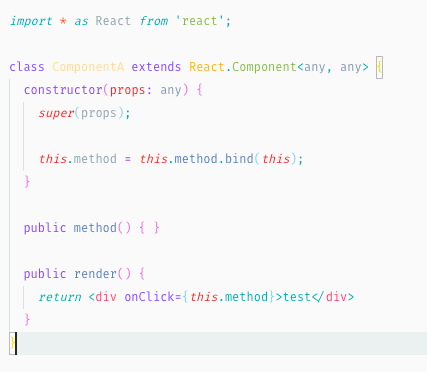 import * as React from 'react';
class ComponentA extends React.Component<any, any> {
constructor(props: any) {
super(props);
this.method = this.method.bind(this);
}
public method() { }
public render() {
return <div onClick={this.method}>test</div>
}
}